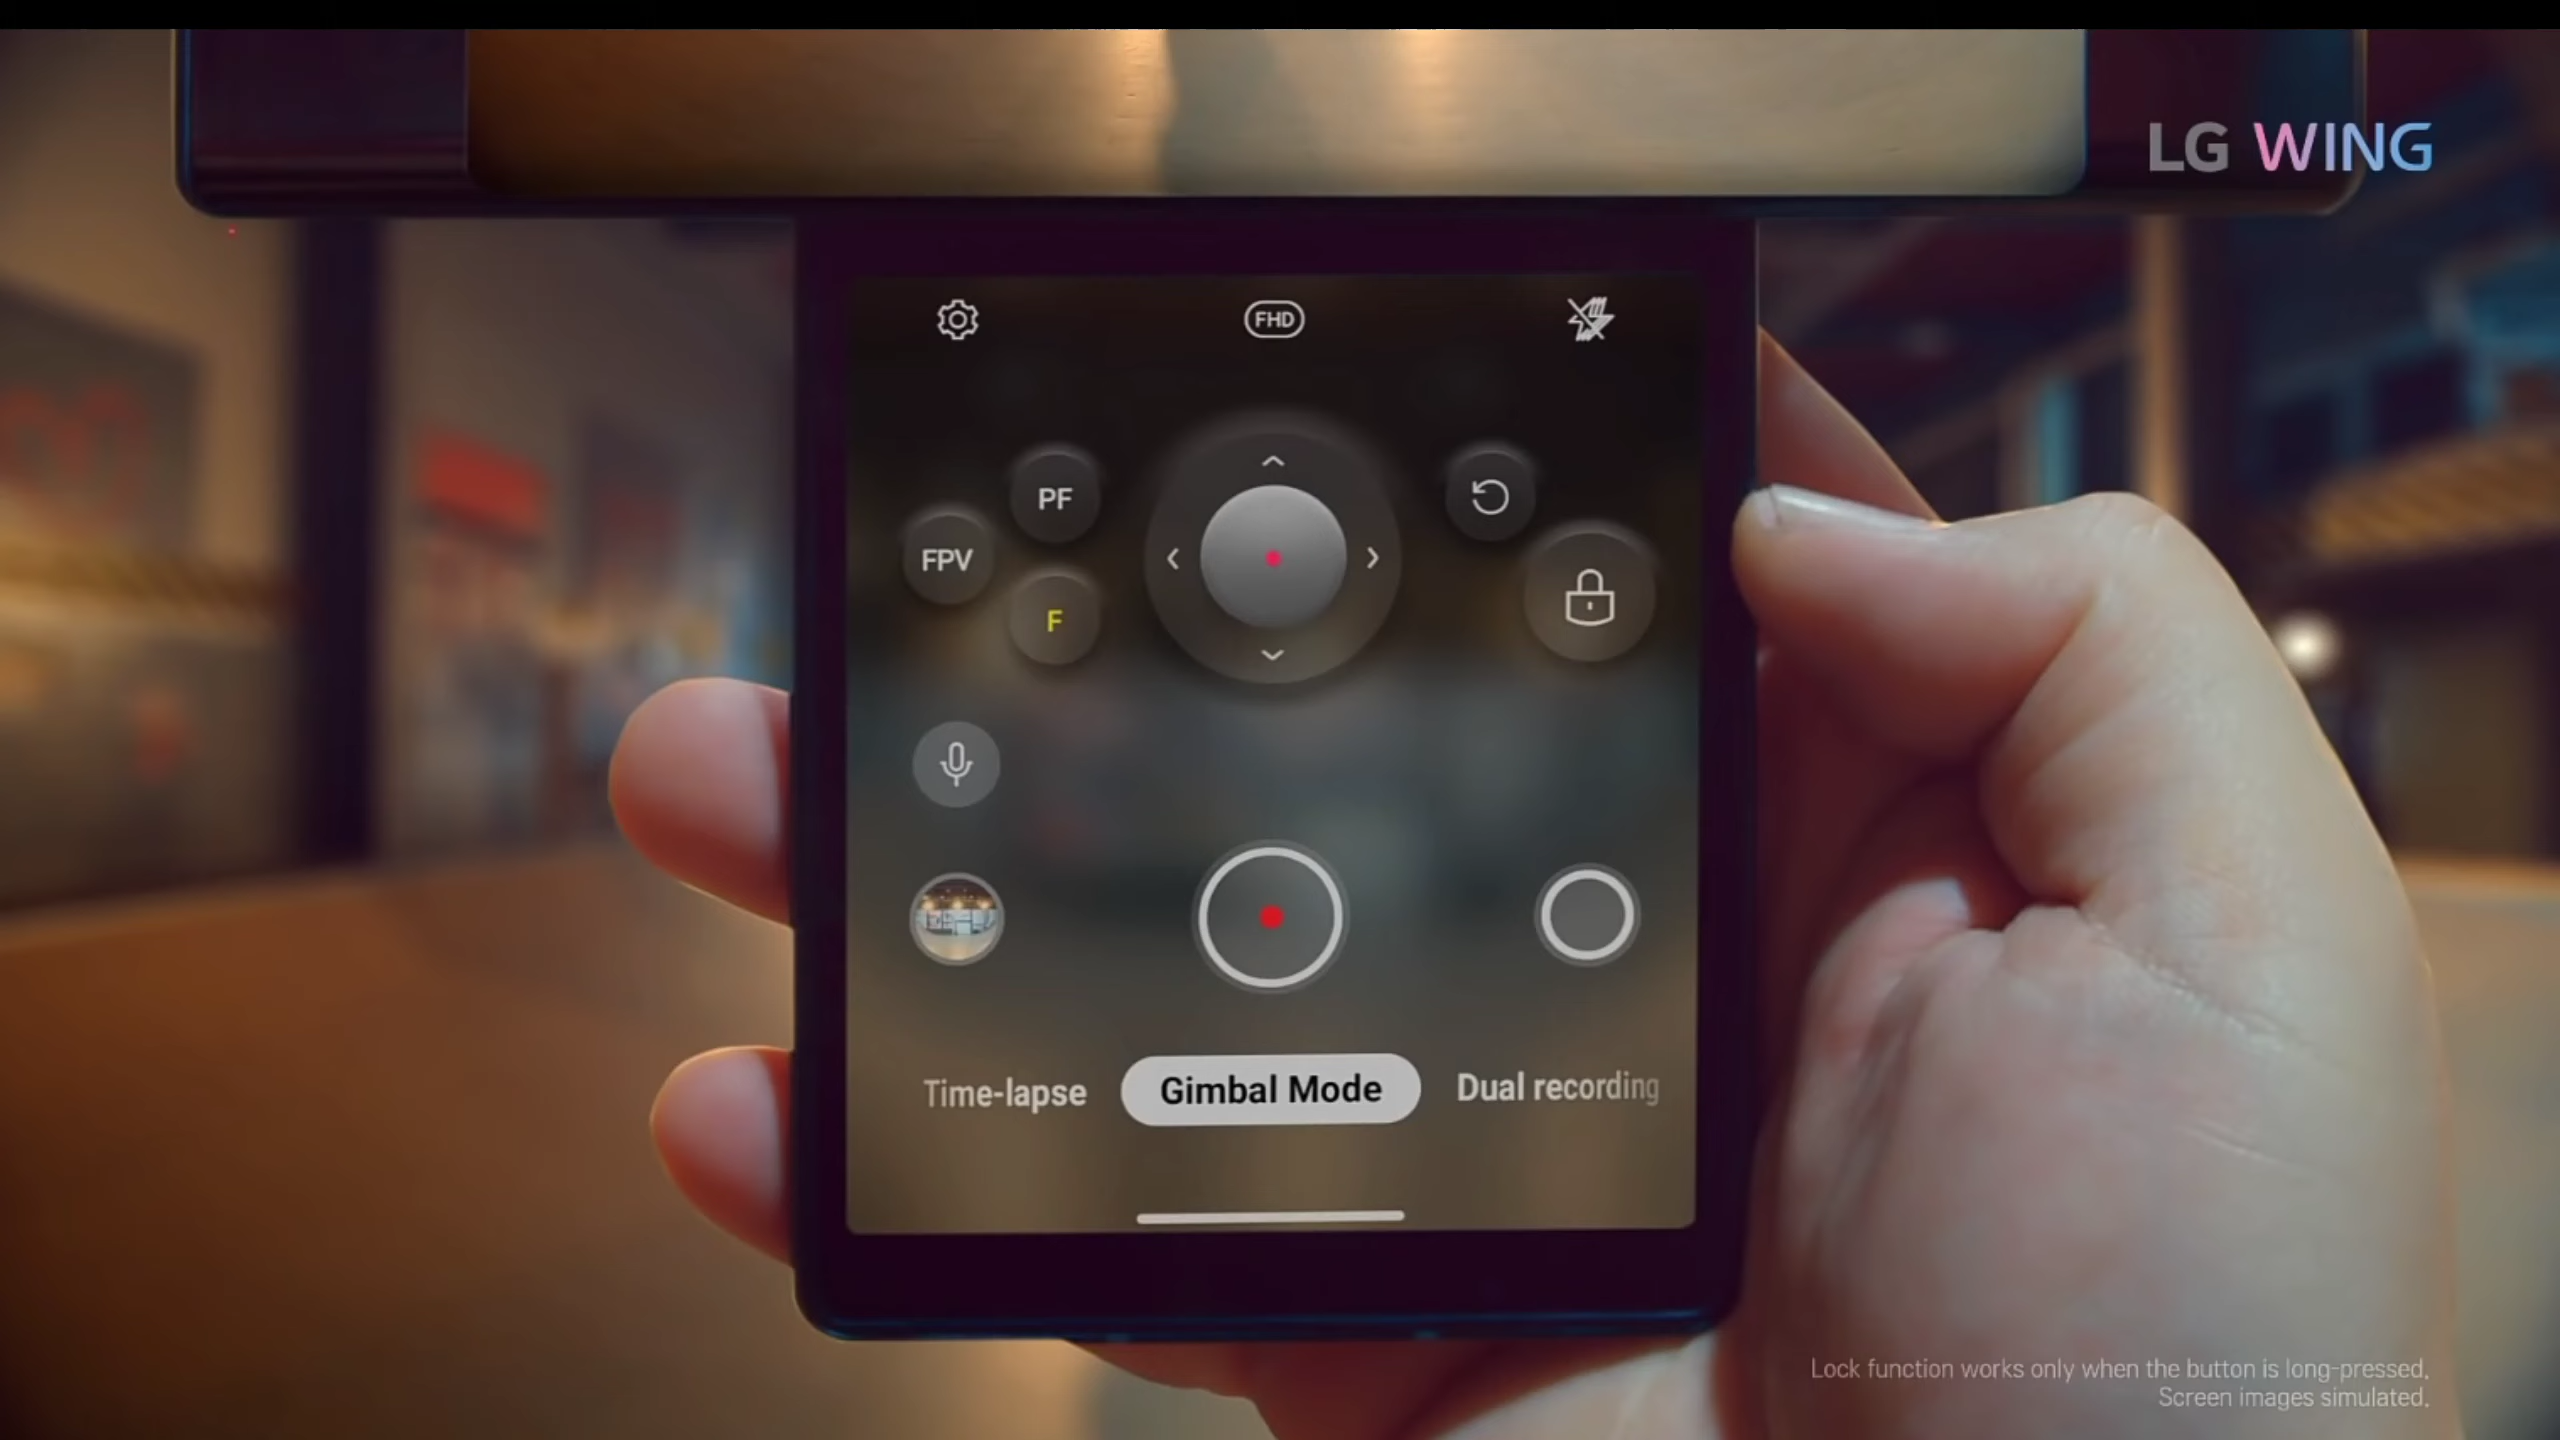 LG WING
FHD
PF
FPV
F
Time-lapse
Gimbal Mode
Dual recording
Lock function works only when the button is long-pressed.
Screen images simulated.